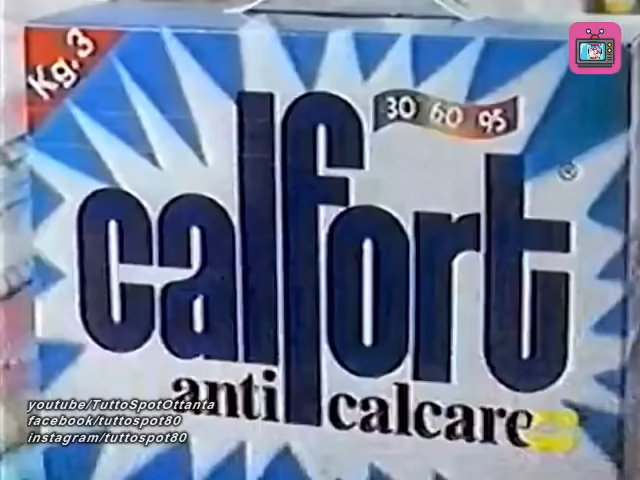 Kg.3
30 60 95
calfort
®
anti calcare
youtube/TuttoSpotOttanta
facebook/tuttospot80
instagram/tuttospot80